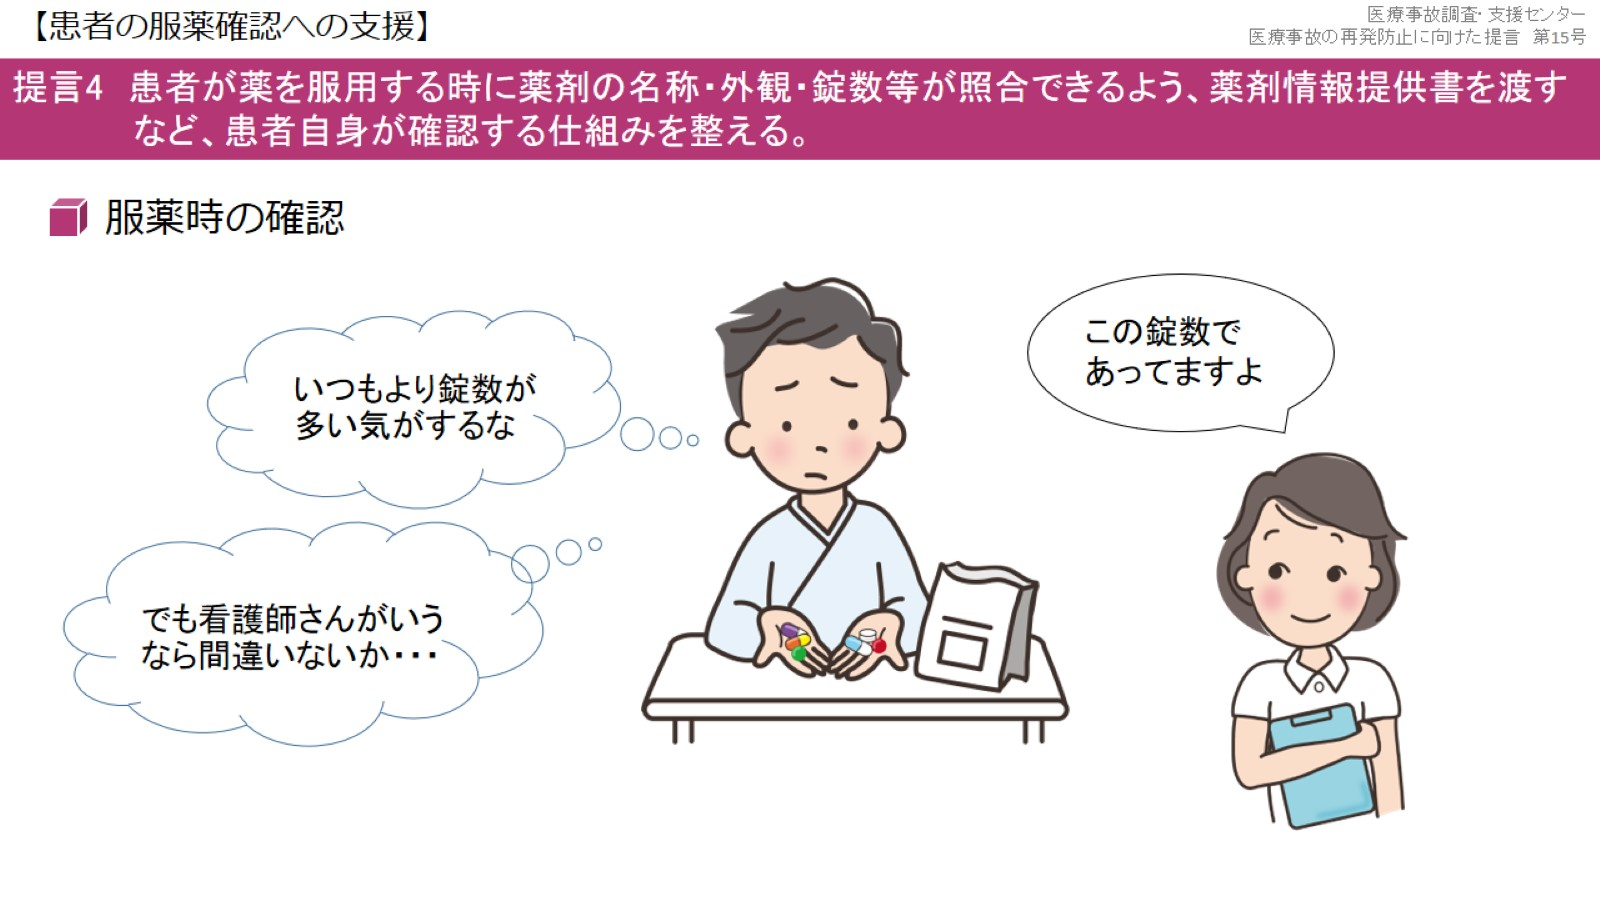 【患者の服薬確認への支援】
医療事故調査・支援センター
医療事故の再発防止に向けた提言 第15号
提言4 患者が薬を服用する時に薬剤の名称・外観・錠数等が照合できるよう、薬剤情報提供書を渡す
など、患者自身が確認する仕組みを整える。
服薬時の確認
いつもより錠数が
多い気がするな
この錠数で
あってますよ
でも看護師さんがいう
なら間違いないか・・・